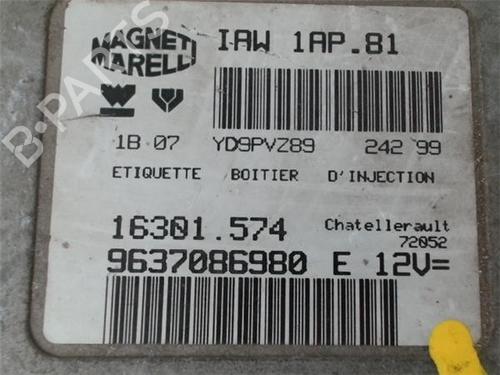 MAGNETI MARELLI
IAW 1AP.81
1B 07 YD9PVZ89 242 99
ETIQUETTE BOITIER D'INJECTION
16301.574 Chatellerault
72052
9637086980 E 12V=
B-PARTS